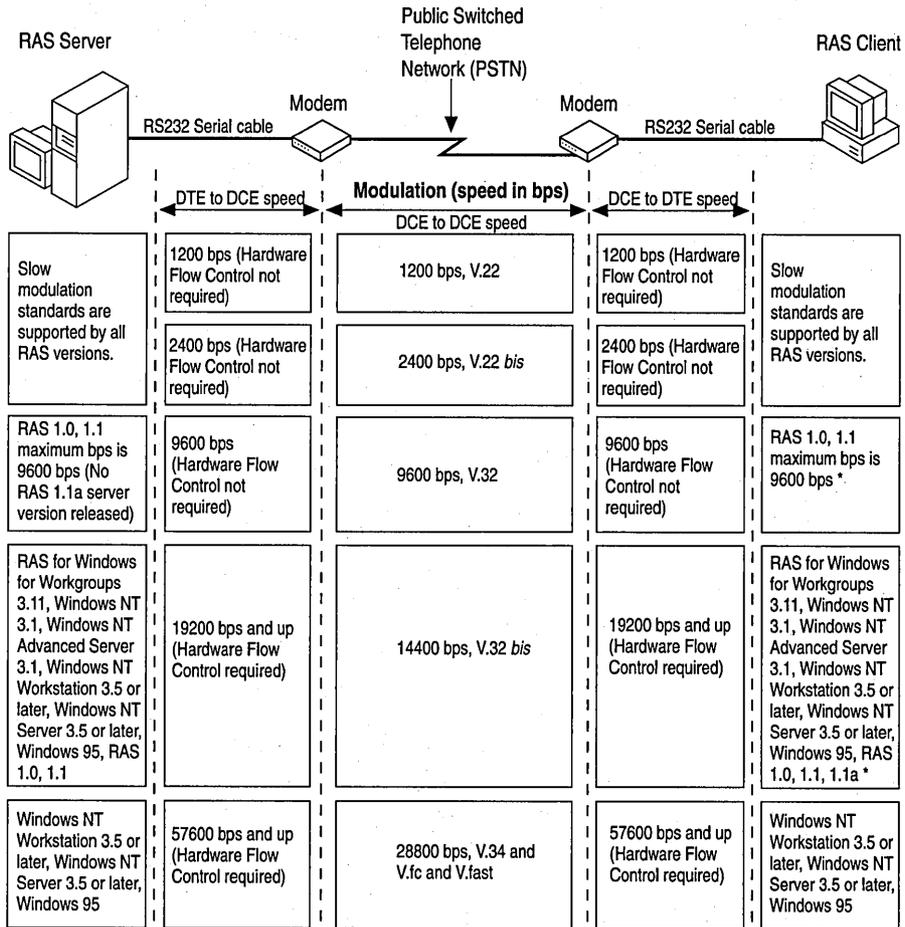 Public Switched
Telephone
Network (PSTN)
RAS Server
RAS Client
Modem
Modem
RS232 Serial cable
RS232 Serial cable
DTE to DCE speed
Modulation (speed in bps)
DCE to DTE speed
DCE to DCE speed
Slow
modulation
standards are
supported by all
RAS versions.
1200 bps (Hardware
Flow Control not
required)
1200 bps, V.22
1200 bps (Hardware
Flow Control not
required)
Slow
modulation
standards are
supported by all
RAS versions.
2400 bps (Hardware
Flow Control not
required)
2400 bps, V.22 bis
2400 bps (Hardware
Flow Control not
required)
RAS 1.0, 1.1
maximum bps is
9600 bps (No
RAS 1.1a server
version released)
9600 bps
(Hardware Flow
Control not
required)
9600 bps, V.32
9600 bps
(Hardware Flow
Control not
required)
RAS 1.0, 1.1
maximum bps is
9600 bps *
RAS for Windows
for Workgroups
3.11, Windows NT
3.1, Windows NT
Advanced Server
3.1, Windows NT
Workstation 3.5 or
later, Windows NT
Server 3.5 or later,
Windows 95, RAS
1.0, 1.1
19200 bps and up
(Hardware Flow
Control required)
14400 bps, V.32 bis
19200 bps and up
(Hardware Flow
Control required)
RAS for Windows
for Workgroups
3.11, Windows NT
3.1, Windows NT
Advanced Server
3.1, Windows NT
Workstation 3.5 or
later, Windows NT
Server 3.5 or later,
Windows 95, RAS
1.0, 1.1, 1.1a *
Windows NT
Workstation 3.5 or
later, Windows NT
Server 3.5 or later,
Windows 95
57600 bps and up
(Hardware Flow
Control required)
28800 bps, V.34 and
V.fc and V.fast
57600 bps and up
(Hardware Flow
Control required)
Windows NT
Workstation 3.5 or
later, Windows NT
Server 3.5 or later,
Windows 95